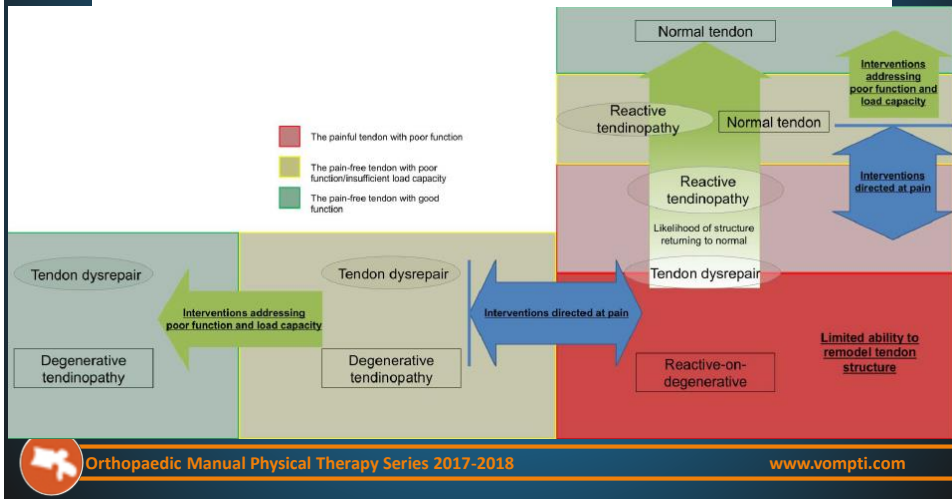 Normal tendon
Interventions
addressing
poor function and
load capacity
Reactive
tendinopathy
Normal tendon
The painful tendon with poor function
The pain-free tendon with poor
function/insufficient load capacity
The pain-free tendon with good
function
Reactive
tendinopathy
Interventions
directed at pain
Likelihood of structure
returning to normal
Tendon dysrepair
Tendon dysrepair
Tendon dysrepair
Interventions addressing
poor function and load capacity
Interventions directed at pain
Degenerative
tendinopathy
Degenerative
tendinopathy
Reactive-on-
degenerative
Limited ability to
remodel tendon
structure
Orthopaedic Manual Physical Therapy Series 2017-2018
www.vompti.com